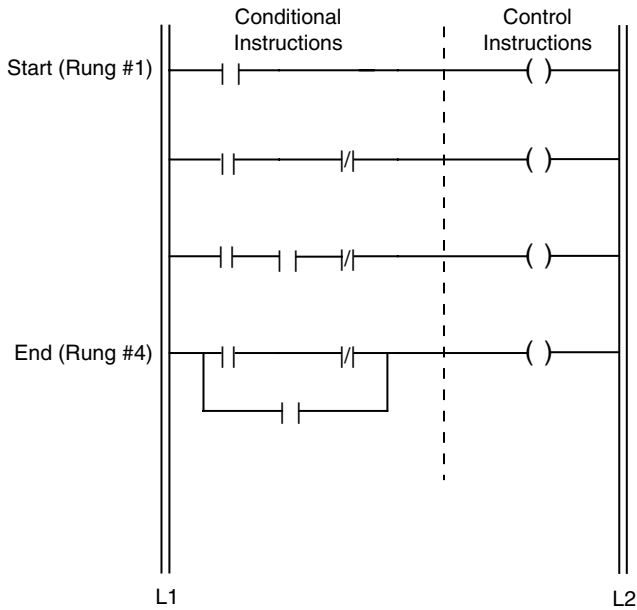 Conditional
Instructions
Control
Instructions
Start (Rung #1)
End (Rung #4)
L1
L2